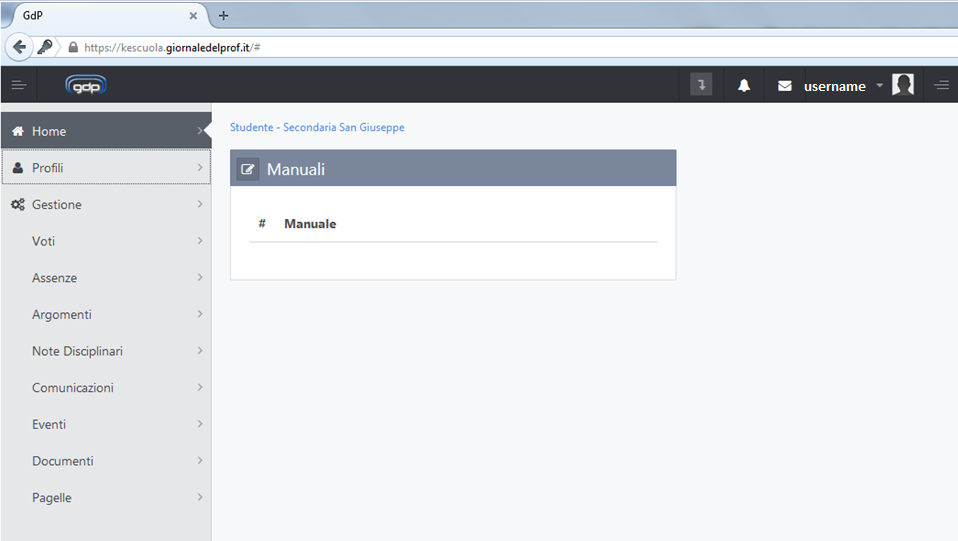 GdP
https://kescuola.giornaledelprof.it/#
gdp
username
Home
Profili
Gestione
Voti
Assenze
Argomenti
Note Disciplinari
Comunicazioni
Eventi
Documenti
Pagelle
Studente - Secondaria San Giuseppe
Manuali
# Manuale